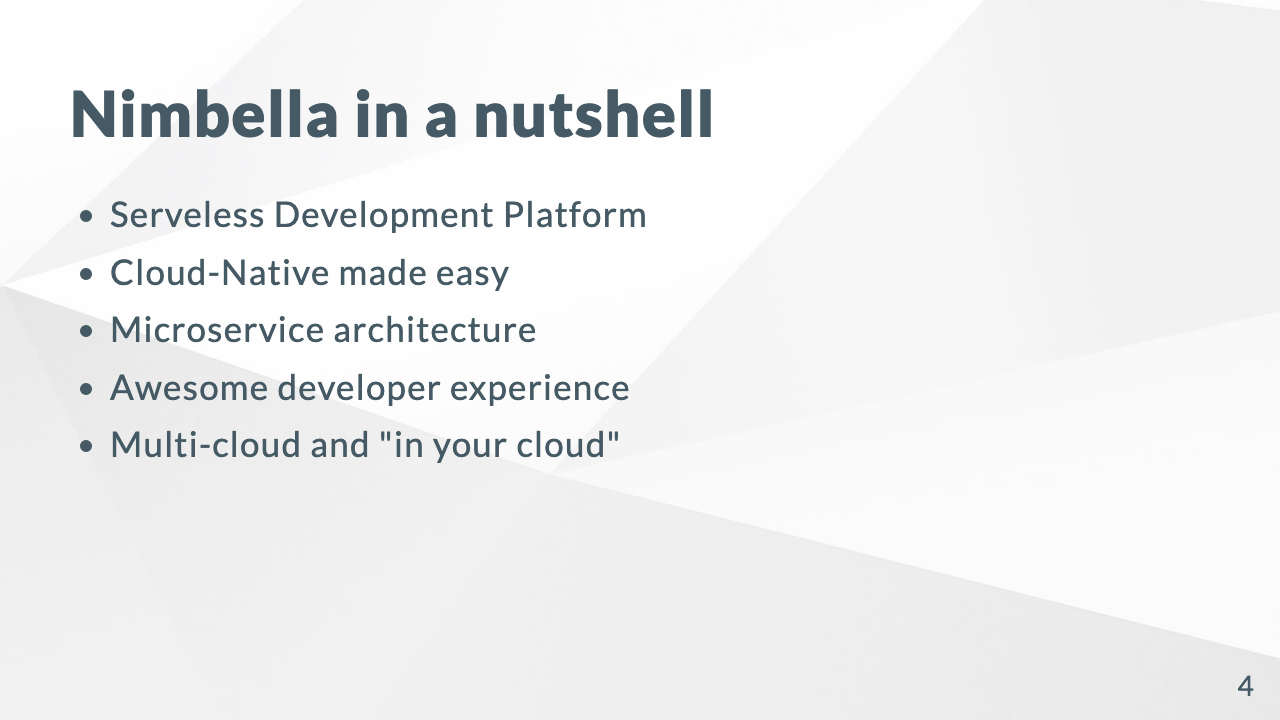 Nimbella in a nutshell
• Serveless Development Platform
• Cloud-Native made easy
• Microservice architecture
• Awesome developer experience
• Multi-cloud and "in your cloud"
4